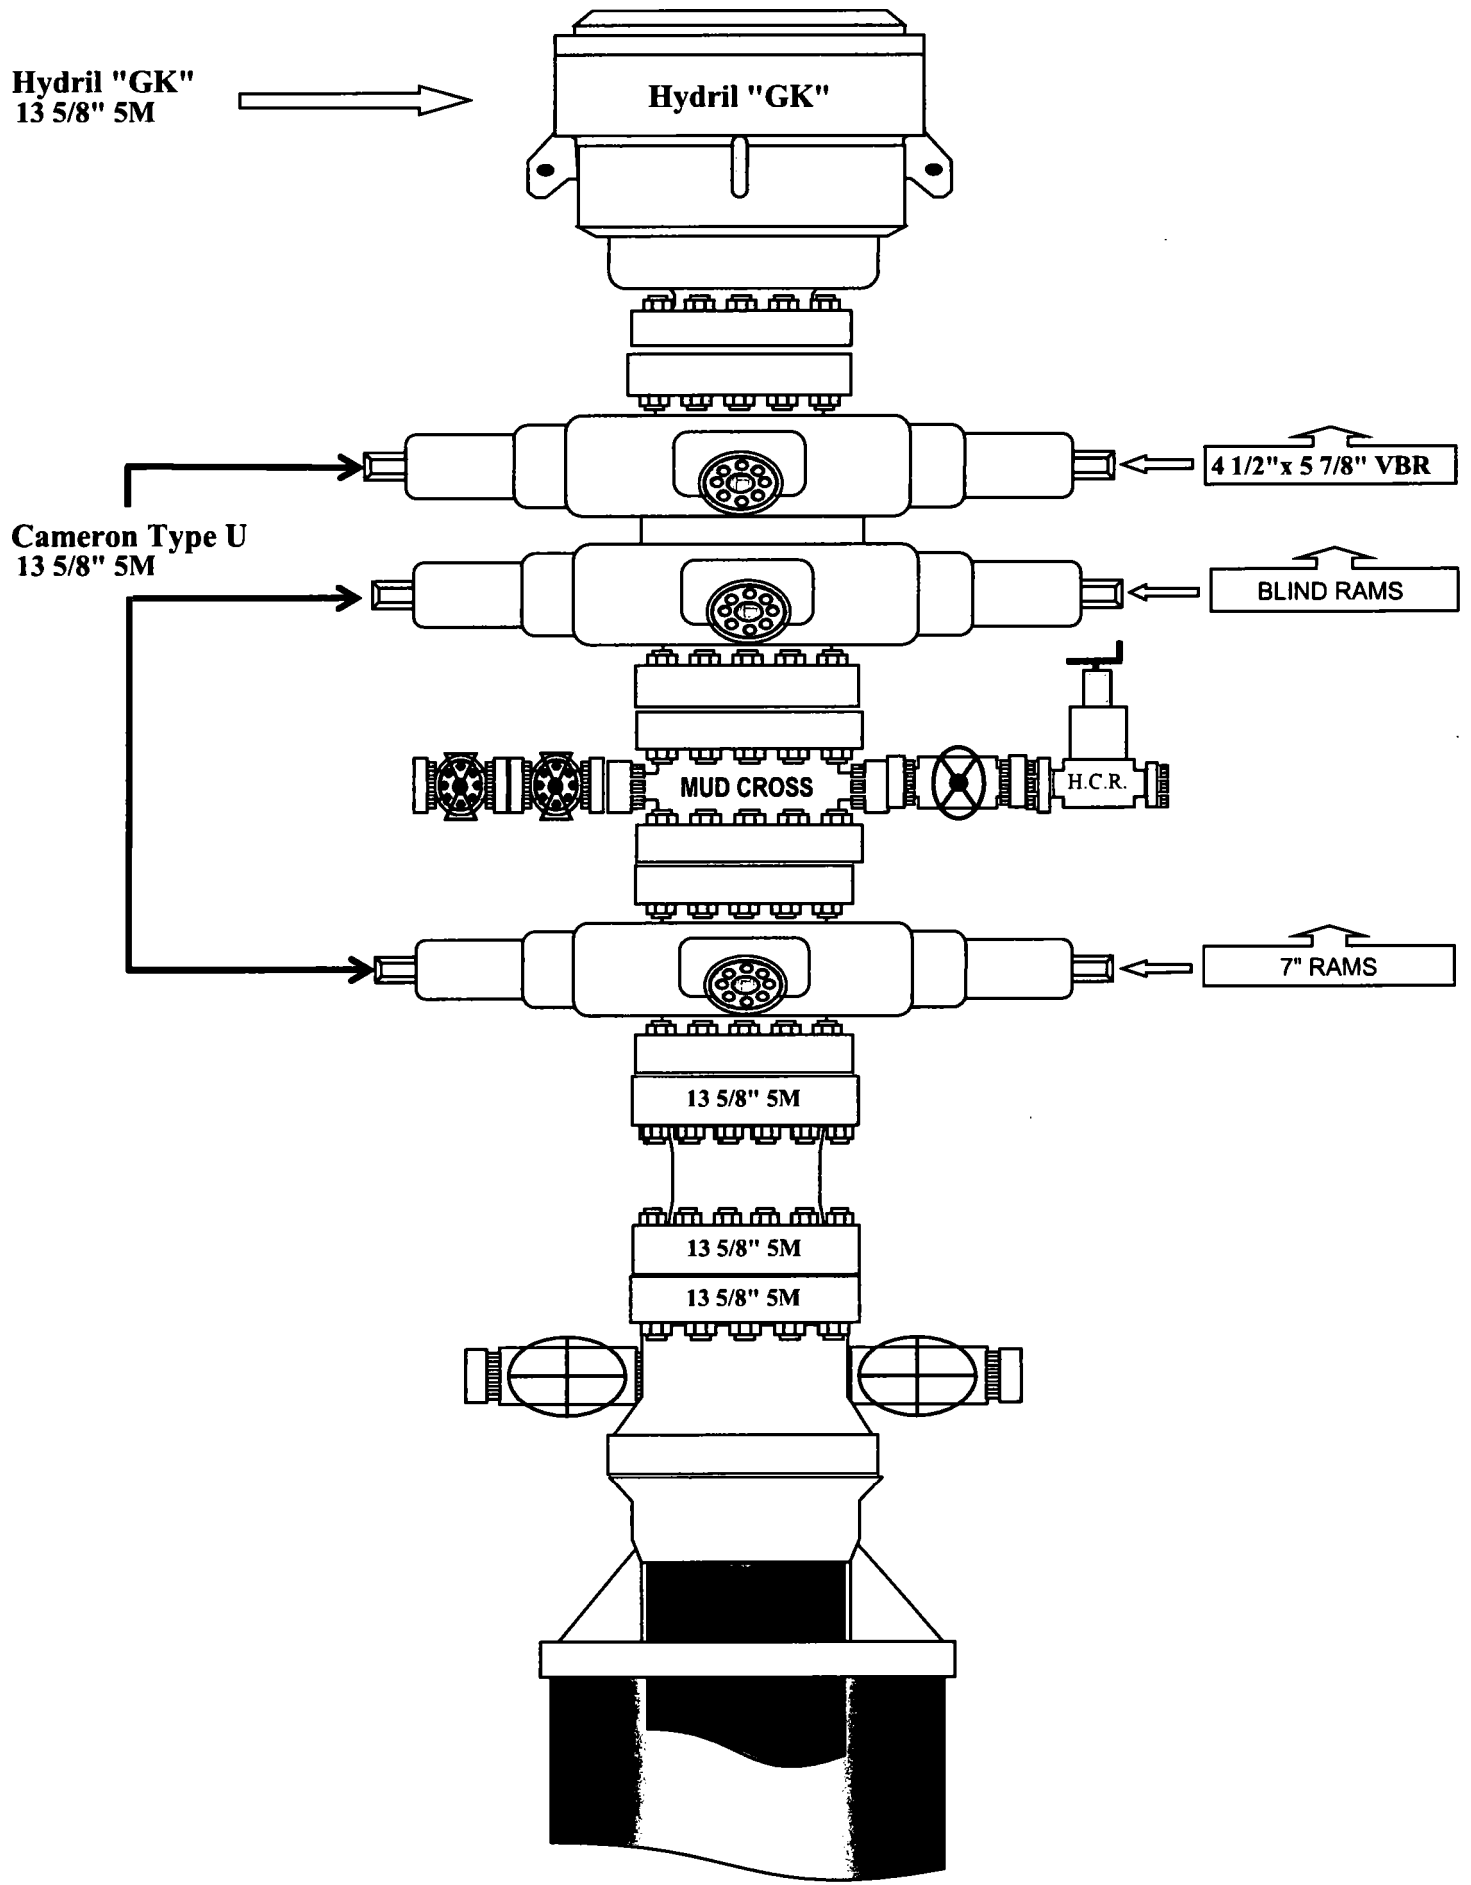 Hydril "GK"
13 5/8" 5M
Hydril "GK"
4 1/2"x 5 7/8" VBR
Cameron Type U
13 5/8" 5M
BLIND RAMS
MUD CROSS
H.C.R.
7" RAMS
13 5/8" 5M
13 5/8" 5M
13 5/8" 5M